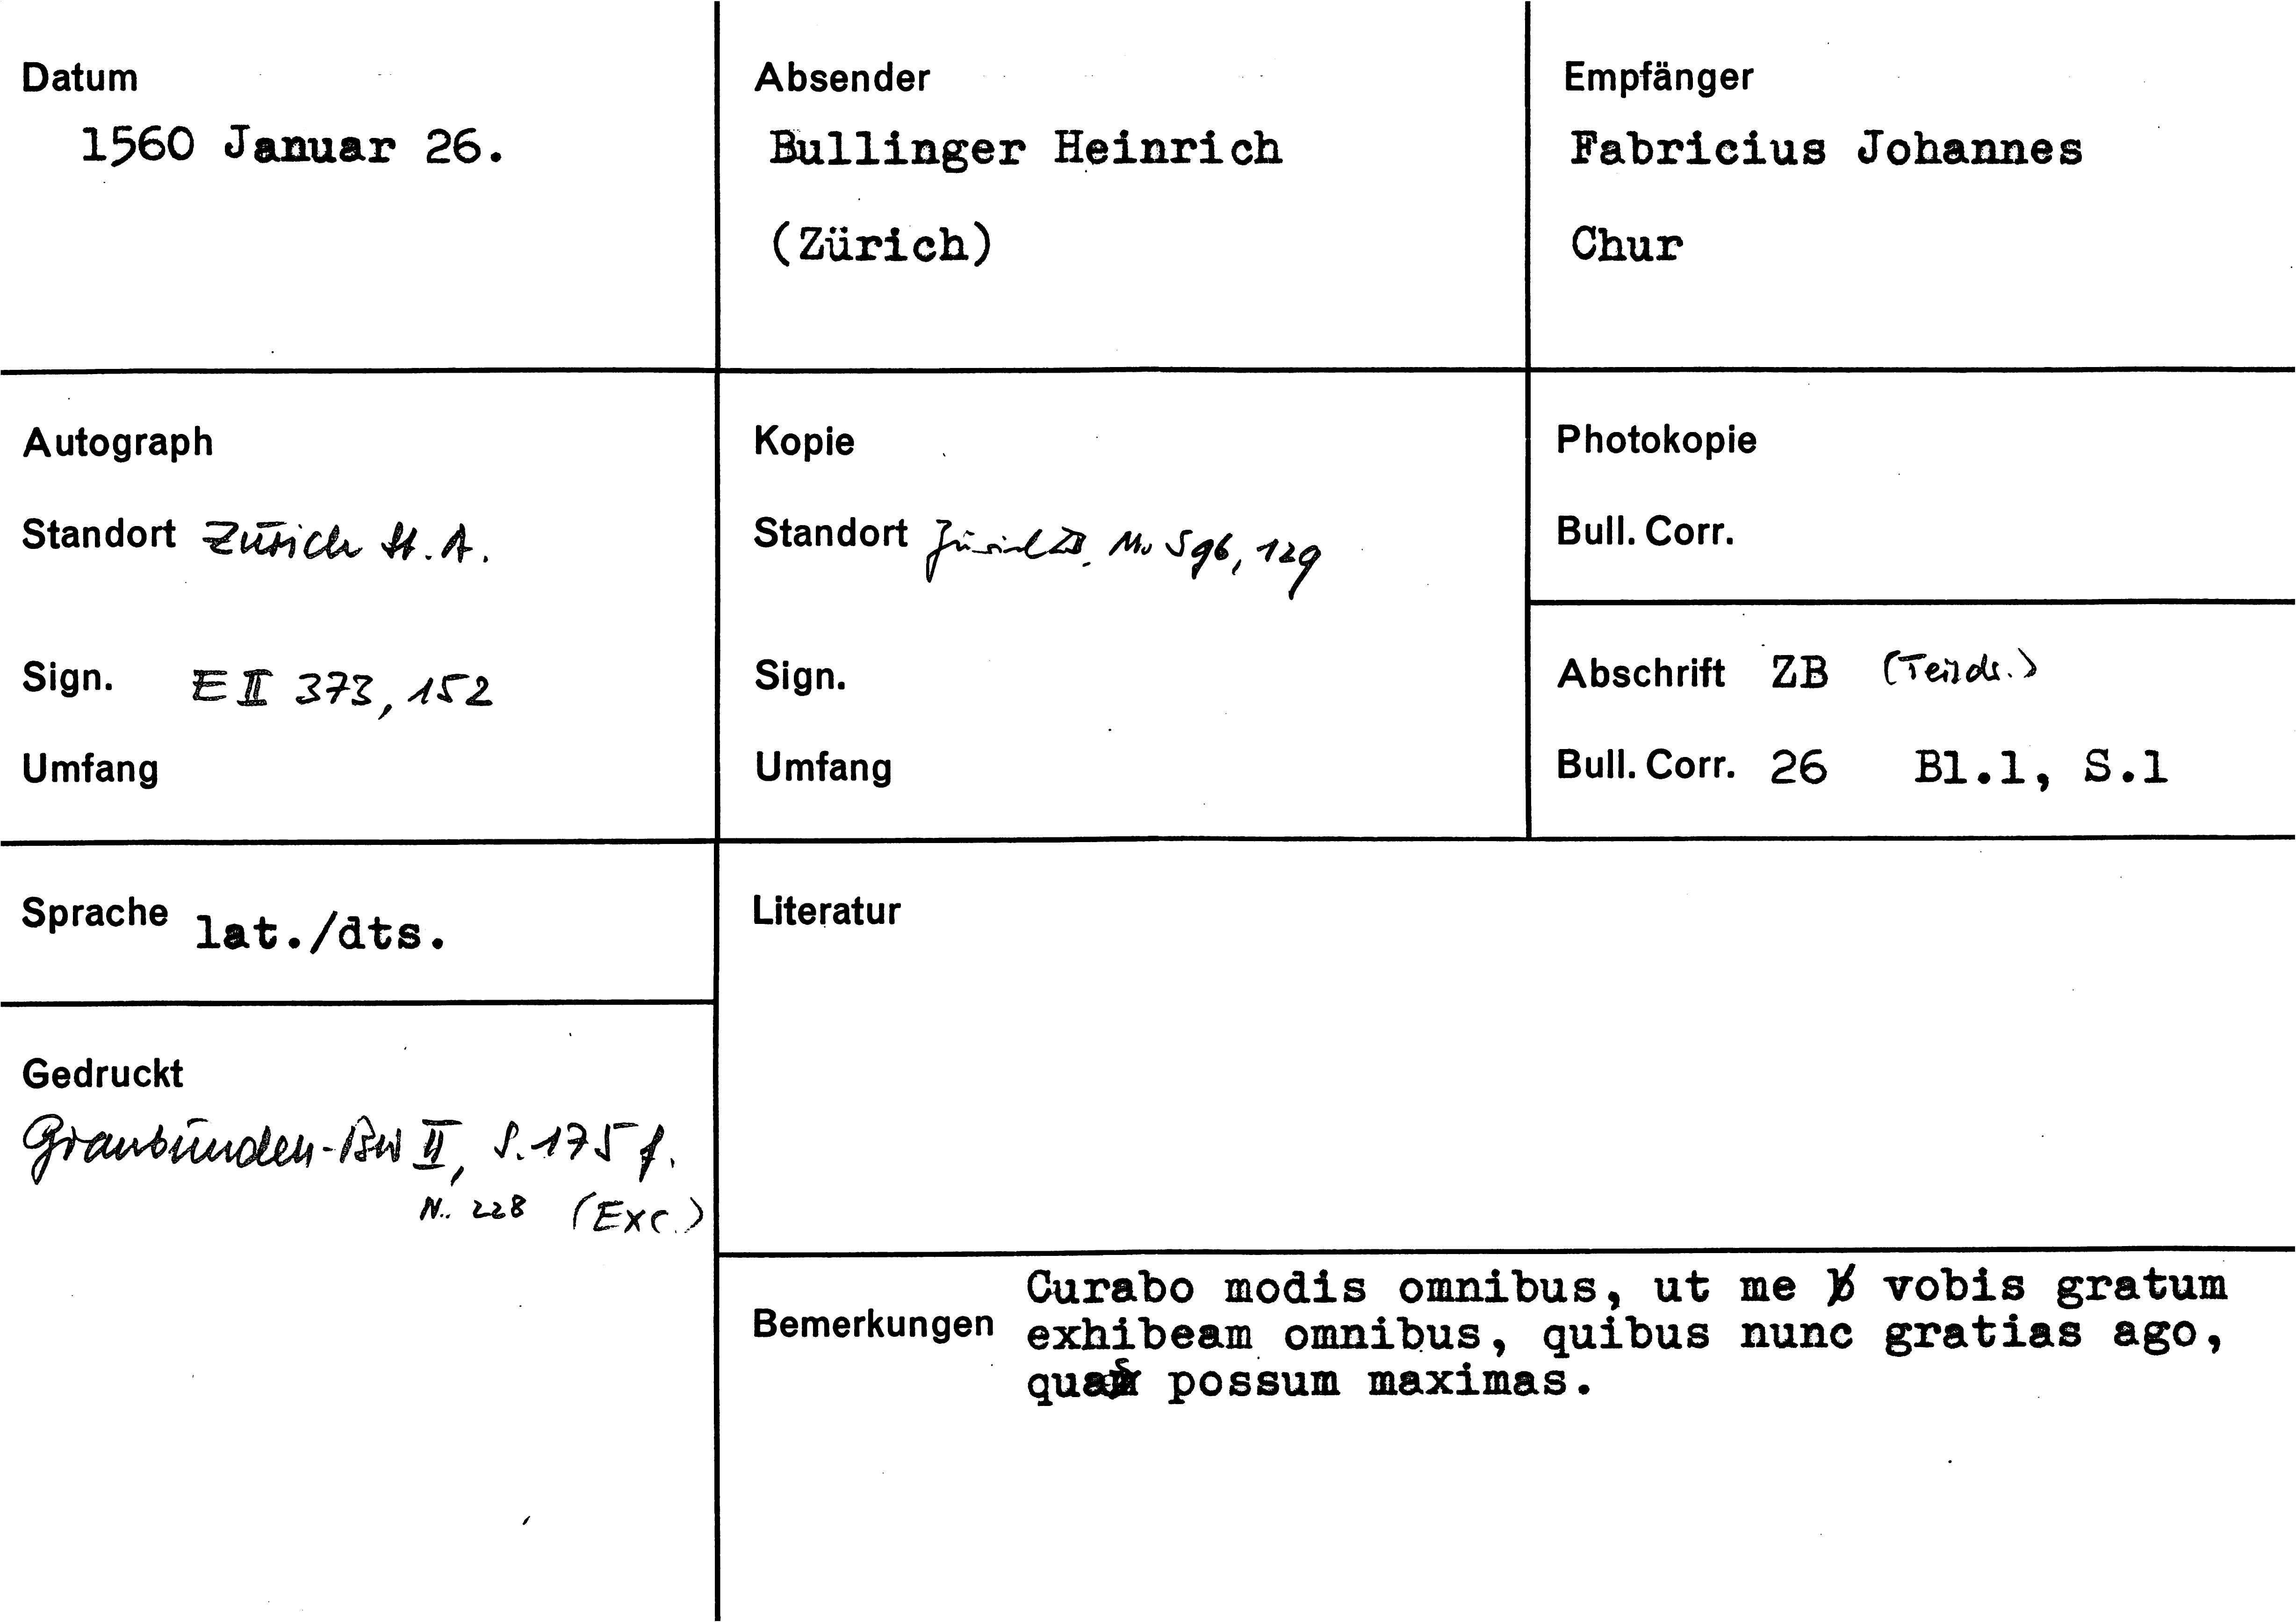 Datum
1560 Januar 26.
Absender
Bullinger Heinrich
(Zürich)
Empfänger
Fabricius Johannes
Chur
Autograph
Standort Zürich St. A.
Sign. E II 373, 152
Umfang
Kopie
Standort Zürich ZB. Ms S 96, 129
Sign.
Umfang
Photokopie
Bull. Corr.
Abschrift ZB (Teildr.)
Bull. Corr. 26 Bl.1, S.1
Sprache lat./dts.
Gedruckt
Graubünden-Bw II, S. 175 f.
N. 228 (Exc.)
Literatur
Bemerkungen
Curabo modis omnibus, ut me vobis gratum
exhibeam omnibus, quibus nunc gratias ago,
quas possum maximas.